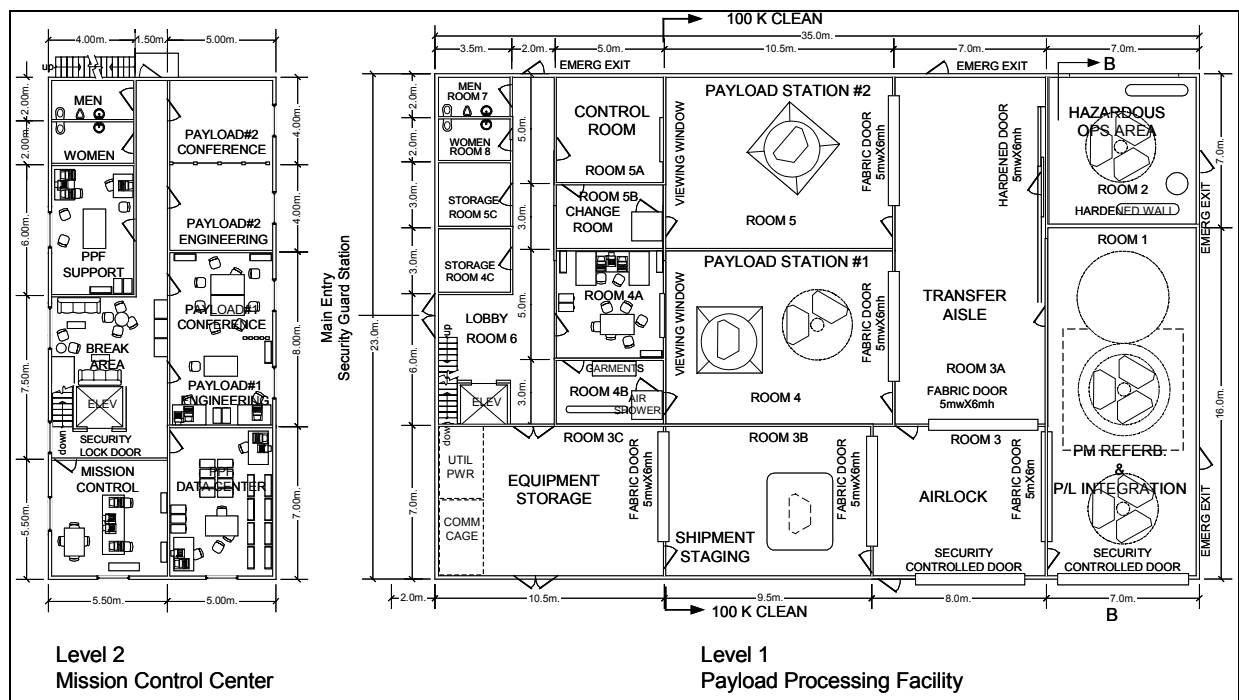 100 K CLEAN
35.0m.
4.00m.
1.50m.
5.00m.
3.5m.
2.0m.
5.0m.
10.5m.
7.0m.
7.0m.
up
EMERG EXIT
EMERG EXIT
B
2.00m.
2.00m.
6.00m.
7.50m.
5.50m.
MEN
WOMEN
PPF
SUPPORT
BREAK
AREA
ELEV
down
SECURITY
LOCK DOOR
MISSION
CONTROL
PAYLOAD#2
CONFERENCE
PAYLOAD#2
ENGINEERING
PAYLOAD#1
CONFERENCE
PAYLOAD#1
ENGINEERING
DATA CENTER
4.00m.
4.00m.
8.00m.
7.00m.
5.50m.
5.00m.
Main Entry
Security Guard Station
23.0m.
2.0m.
2.0m.
3.0m.
3.0m.
6.0m.
7.0m.
MEN
ROOM 7
WOMEN
ROOM 8
STORAGE
ROOM 5C
STORAGE
ROOM 4C
LOBBY
ROOM 6
up
ELEV
down
UTIL
PWR
COMM
CAGE
5.0m.
3.0m.
5.0m.
3.0m.
CONTROL
ROOM
ROOM 5A
ROOM 5B
CHANGE
ROOM
ROOM 4A
GARMENTS
ROOM 4B
AIR
SHOWER
VIEWING WINDOW
VIEWING WINDOW
PAYLOAD STATION #2
ROOM 5
FABRIC DOOR
5mwX6mh
PAYLOAD STATION #1
ROOM 4
FABRIC DOOR
5mwX6mh
HARDENED DOOR
5mwX6mh
TRANSFER
AISLE
ROOM 3A
FABRIC DOOR
5mwX6mh
HAZARDOUS
OPS AREA
ROOM 2
HARDENED WALL
ROOM 1
PM REFERB.
&
P/L INTEGRATION
7.0m.
EMERG EXIT
16.0m.
EMERG EXIT
ROOM 3C
EQUIPMENT
STORAGE
FABRIC DOOR
5mwX6mh
ROOM 3B
SHIPMENT
STAGING
FABRIC DOOR
5mwX6mh
ROOM 3
AIRLOCK
FABRIC DOOR
5mX6m
SECURITY
CONTROLLED DOOR
SECURITY
CONTROLLED DOOR
2.0m.
10.5m.
9.5m.
8.0m.
7.0m.
100 K CLEAN
B
Level 2
Mission Control Center
Level 1
Payload Processing Facility